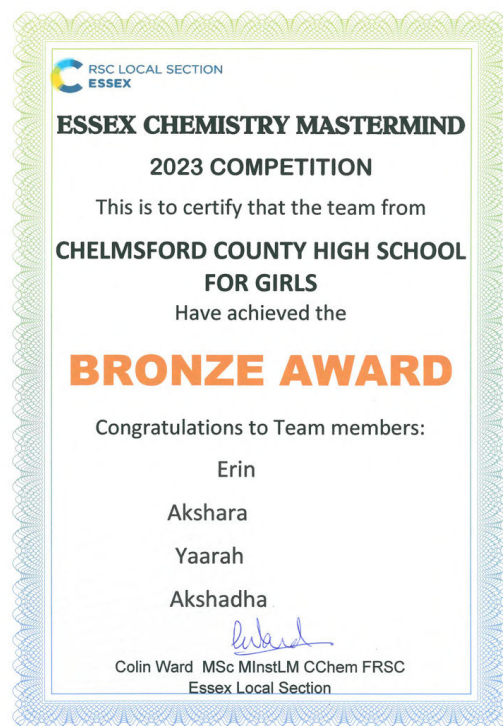 RSC LOCAL SECTION
ESSEX
ESSEX CHEMISTRY MASTERMIND
2023 COMPETITION
This is to certify that the team from
CHELMSFORD COUNTY HIGH SCHOOL
FOR GIRLS
Have achieved the
BRONZE AWARD
Congratulations to Team members:
Erin
Akshara
Yaarah
Akshadha
CWard
Colin Ward MSc MInstLM CChem FRSC
Essex Local Section